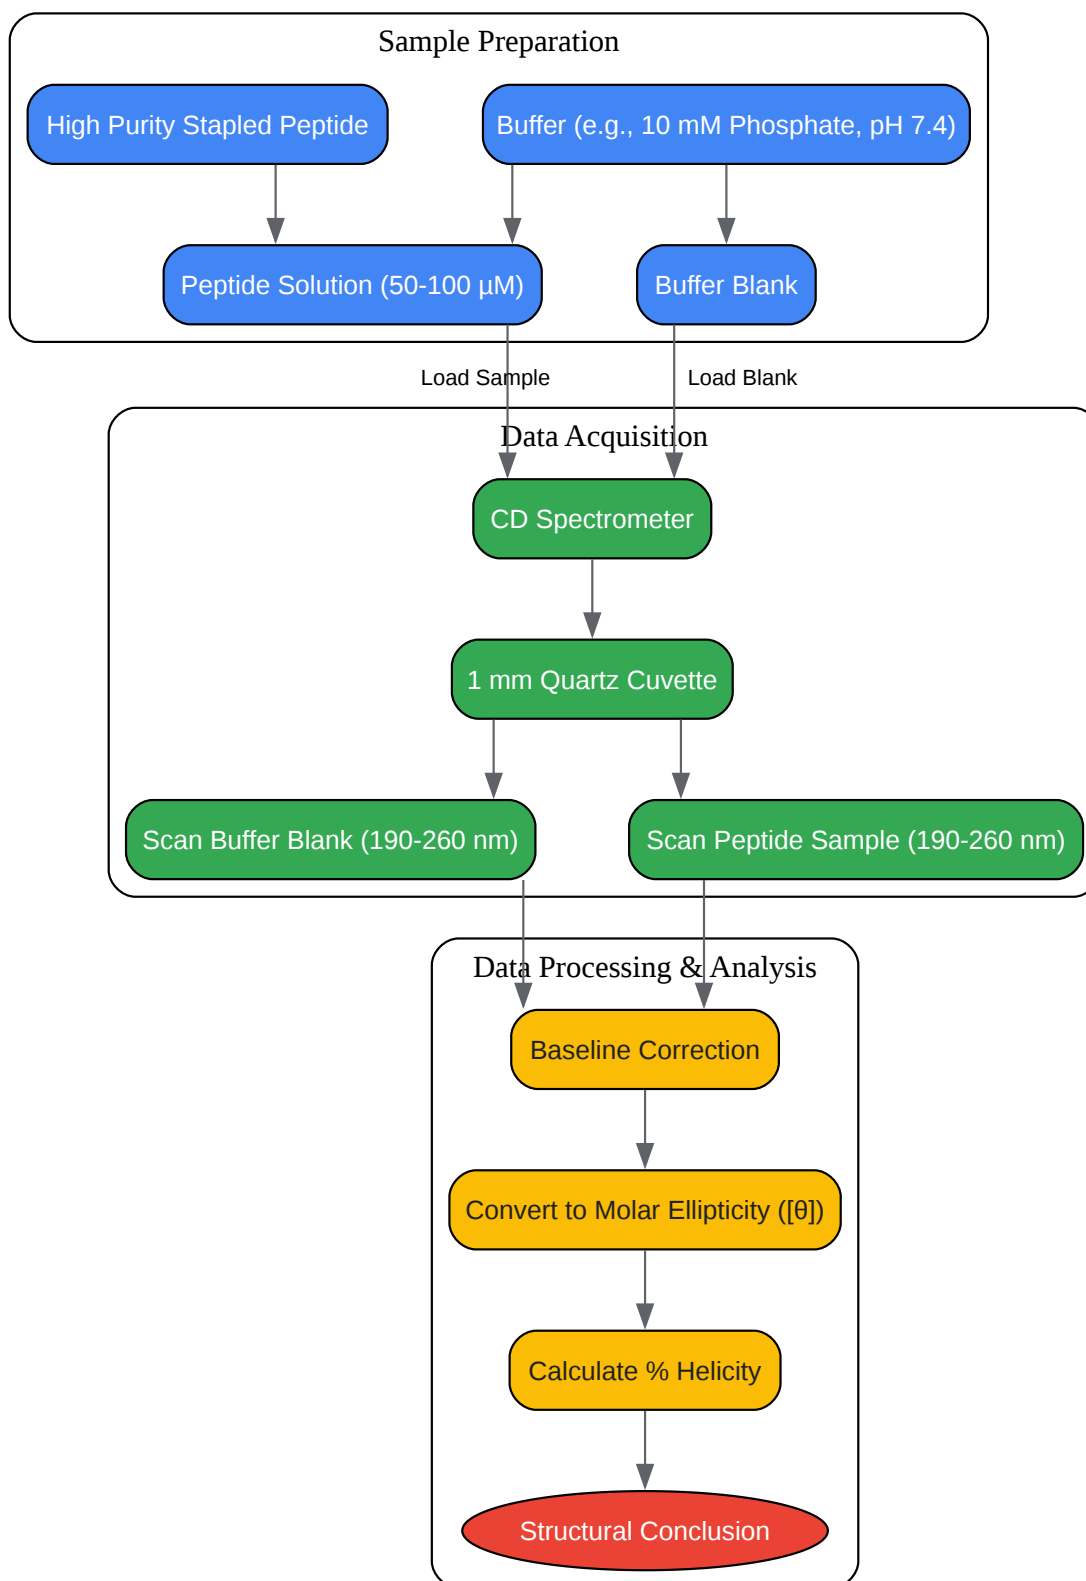 Sample Preparation
High Purity Stapled Peptide
Buffer (e.g., 10 mM Phosphate, pH 7.4)
Peptide Solution (50-100 µM)
Buffer Blank
Load Sample
Load Blank
Data Acquisition
CD Spectrometer
1 mm Quartz Cuvette
Scan Buffer Blank (190-260 nm)
Scan Peptide Sample (190-260 nm)
Data Processing & Analysis
Baseline Correction
Convert to Molar Ellipticity ([θ])
Calculate % Helicity
Structural Conclusion